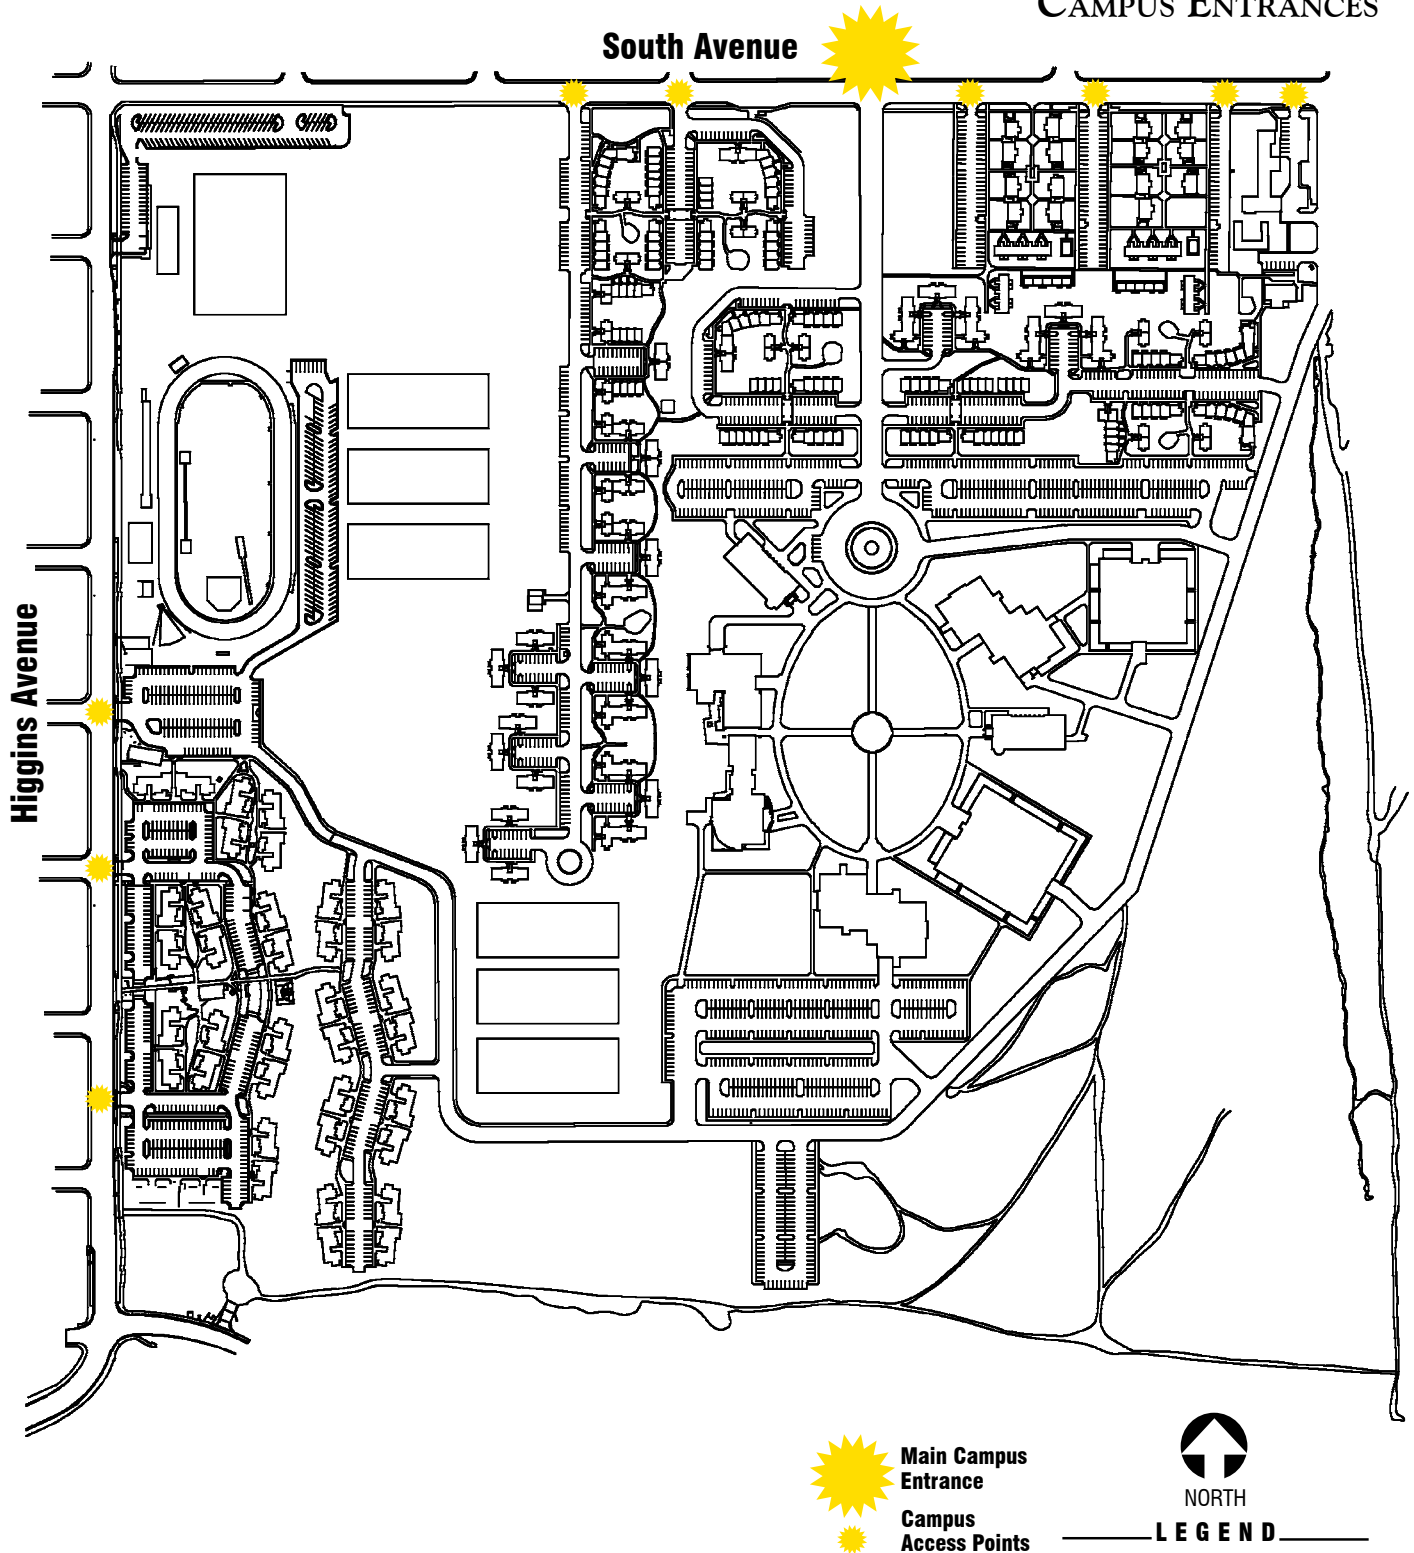 CAMPUS ENTRANCES
South Avenue
Higgins Avenue
Main Campus
Entrance
Campus
Access Points
NORTH
LEGEND